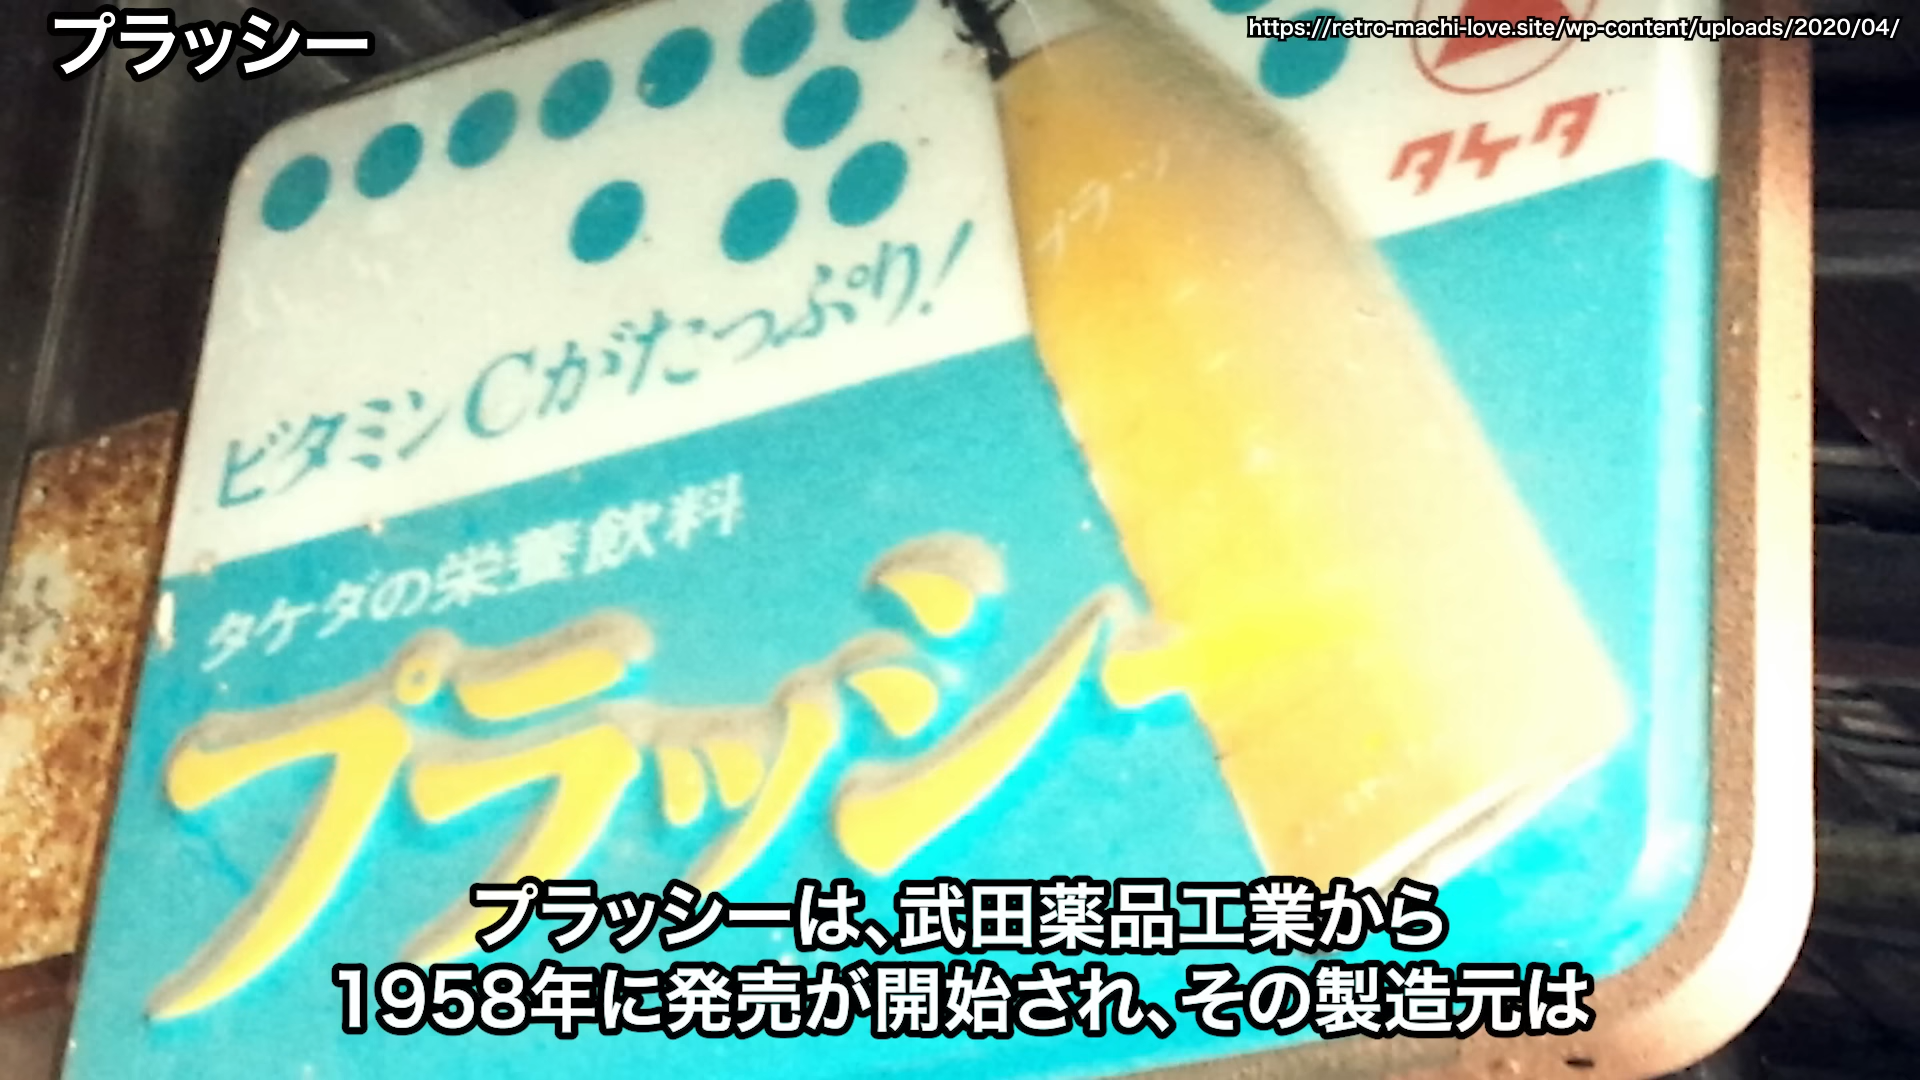 プラッシー
https://retro-machi-love.site/wp-content/uploads/2020/04/
タケダ
ビタミンCがたっぷり!
タケダの栄養飲料
プラッシー
プラッシーは、武田薬品工業から
1958年に発売が開始され、その製造元は